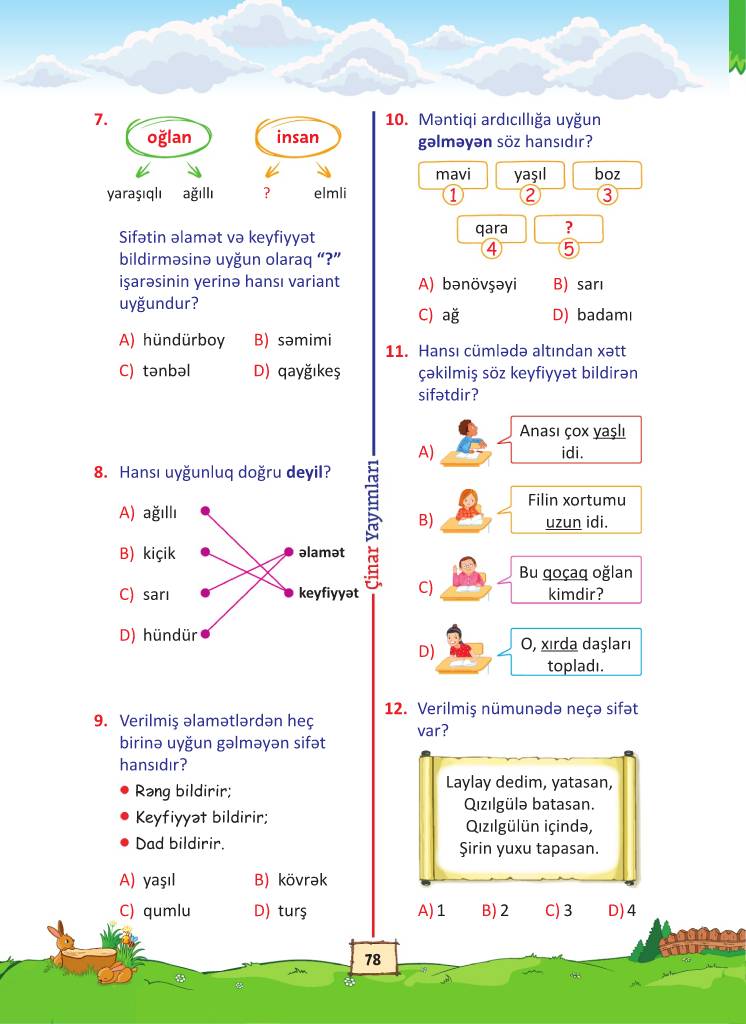 7.
oğlan
insan
yaraşıqlı ağıllı
? elmli
Sifətin əlamət və keyfiyyət
bildirməsinə uyğun olaraq “?”
işarəsinin yerinə hansı variant
uyğundur?
A) hündürboy B) səmimi
C) tənbəl D) qayğıkeş
8. Hansı uyğunluq doğru deyil?
A) ağıllı
B) kiçik
əlamət
C) sarı
keyfiyyət
D) hündür
9. Verilmiş əlamətlərdən heç
birinə uyğun gəlməyən sifət
hansıdır?
• Rəng bildirir;
• Keyfiyyət bildirir;
• Dad bildirir.
A) yaşıl B) kövrək
C) qumlu D) turş
Çinar Yayımları
10. Məntiqi ardıcıllığa uyğun
gəlməyən söz hansıdır?
mavi yaşıl boz
1 2 3
qara ?
4 5
A) bənövşəyi B) sarı
C) ağ D) badamı
11. Hansı cümlədə altından xətt
çəkilmiş söz keyfiyyət bildirən
sifətdir?
A) Anası çox yaşlı
idi.
B) Filin xortumu
uzun idi.
C) Bu qoçaq oğlan
kimdir?
D) O, xırda daşları
topladı.
12. Verilmiş nümunədə neçə sifət
var?
Laylay dedim, yatasan,
Qızılgülə batasan.
Qızılgülün içində,
Şirin yuxu tapasan.
A) 1 B) 2 C) 3 D) 4
78